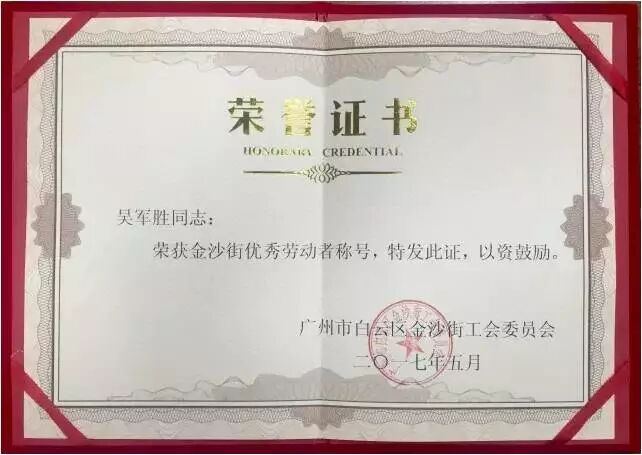 荣誉证书
HONORARY CREDENTIAL
吴军胜同志：
荣获金沙街优秀劳动者称号，特发此证，以资鼓励。
广州市白云区金沙街工会委员会
二〇一七年五月